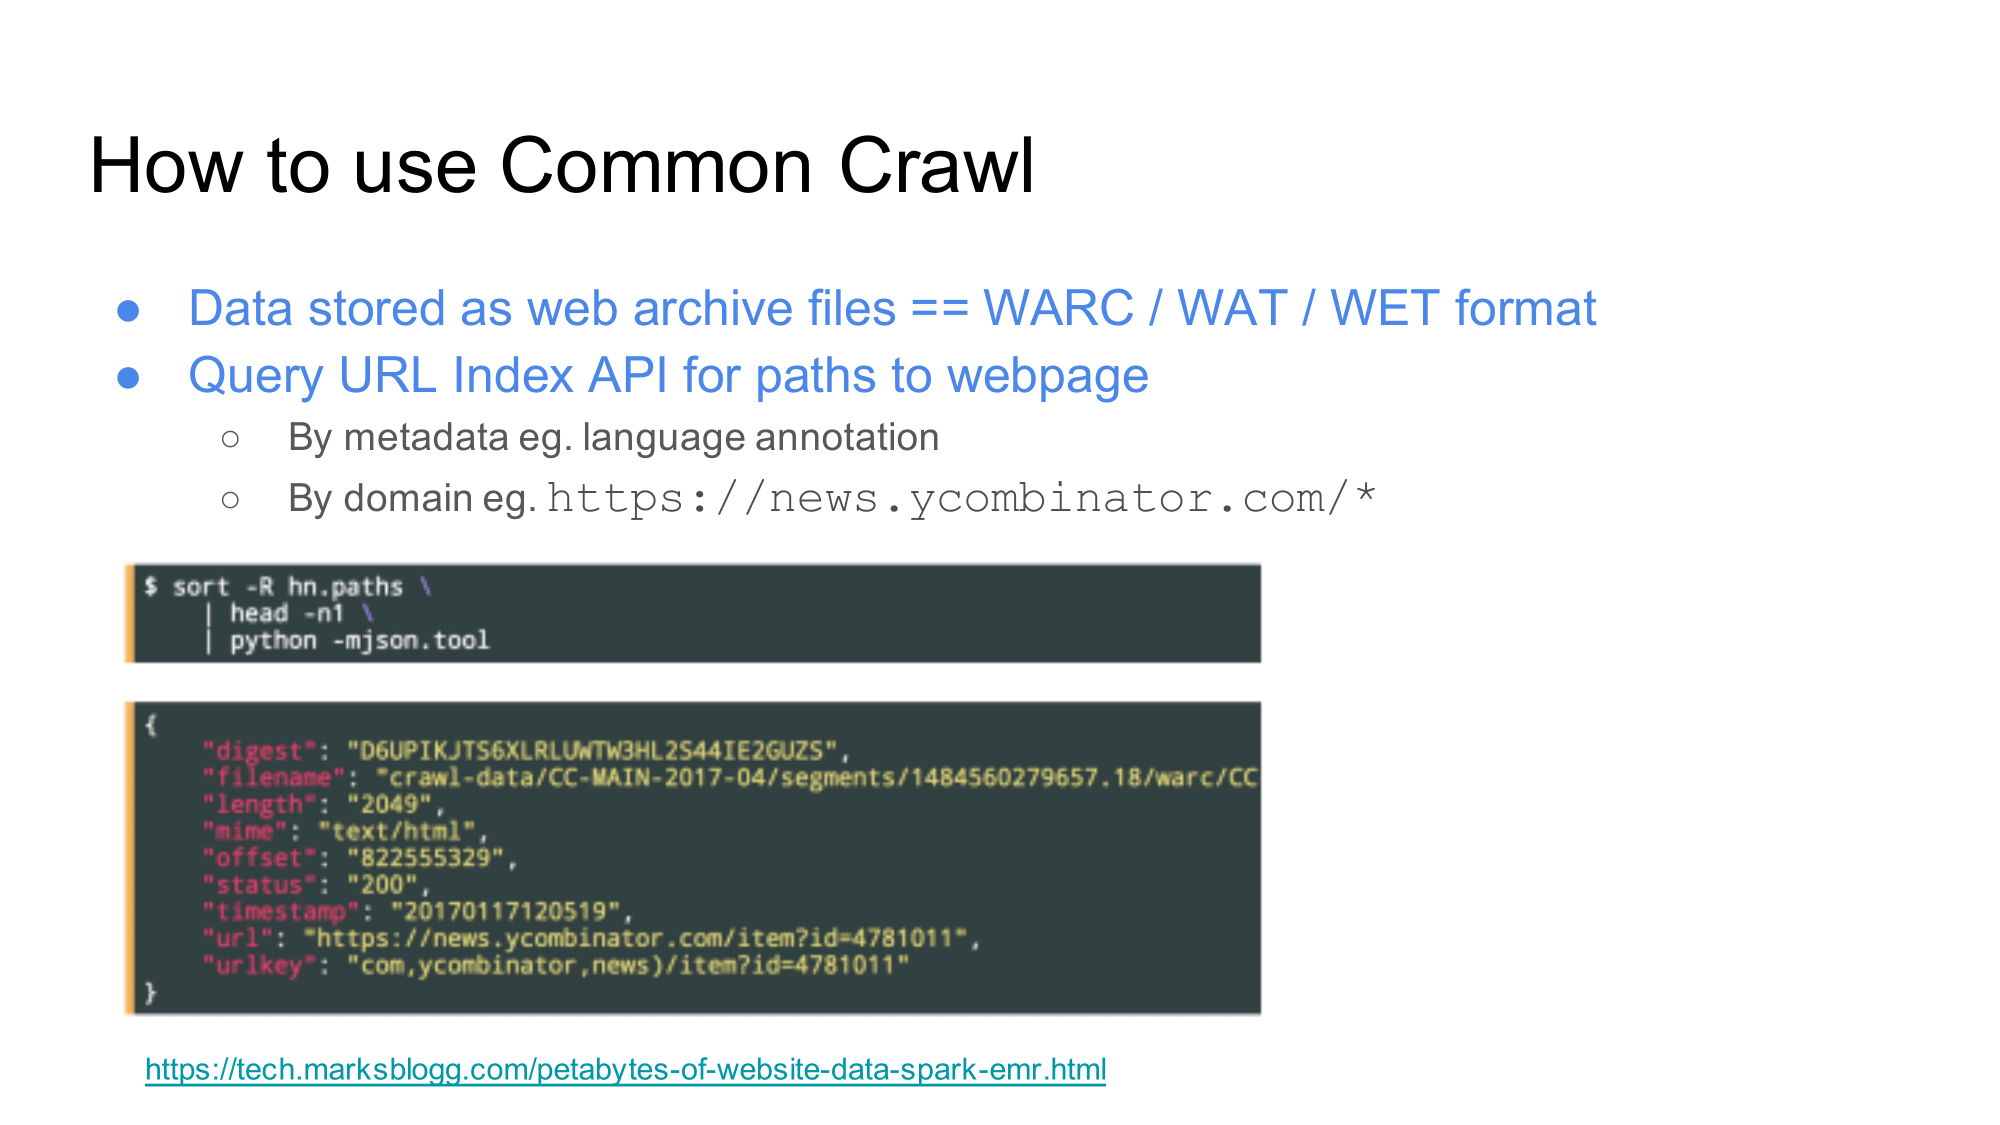 How to use Common Crawl
● Data stored as web archive files == WARC / WAT / WET format
● Query URL Index API for paths to webpage
○ By metadata eg. language annotation
○ By domain eg. https://news.ycombinator.com/*
$ sort -R hn.paths \
| head -n1 \
| python -mjson.tool
{
"digest": "D6UPIKJTS6XLRLUWTW3HL2S44IE2GUZS",
"filename": "crawl-data/CC-MAIN-2017-04/segments/1484560279657.18/warc/CC
"length": "2049",
"mime": "text/html",
"offset": "822555329",
"status": "200",
"timestamp": "20170117120519",
"url": "https://news.ycombinator.com/item?id=4781011",
"urlkey": "com,ycombinator,news)/item?id=4781011"
}
https://tech.marksblogg.com/petabytes-of-website-data-spark-emr.html